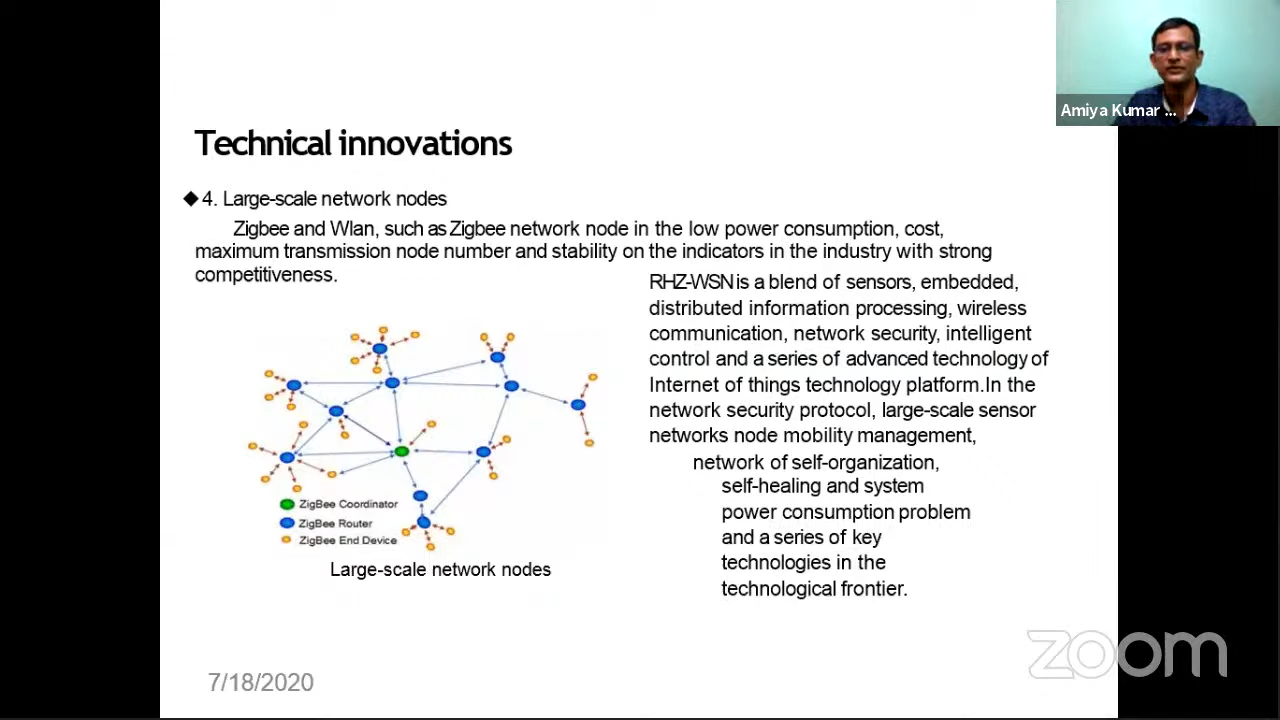 Amiya Kumar ...
Technical innovations
◆ 4. Large-scale network nodes
Zigbee and Wlan, such as Zigbee network node in the low power consumption, cost,
maximum transmission node number and stability on the indicators in the industry with strong
competitiveness.
RHZ-WSN is a blend of sensors, embedded,
distributed information processing, wireless
communication, network security, intelligent
control and a series of advanced technology of
Internet of things technology platform.In the
network security protocol, large-scale sensor
networks node mobility management,
network of self-organization,
self-healing and system
power consumption problem
and a series of key
technologies in the
technological frontier.
ZigBee Coordinator
ZigBee Router
ZigBee End Device
Large-scale network nodes
zoom
7/18/2020